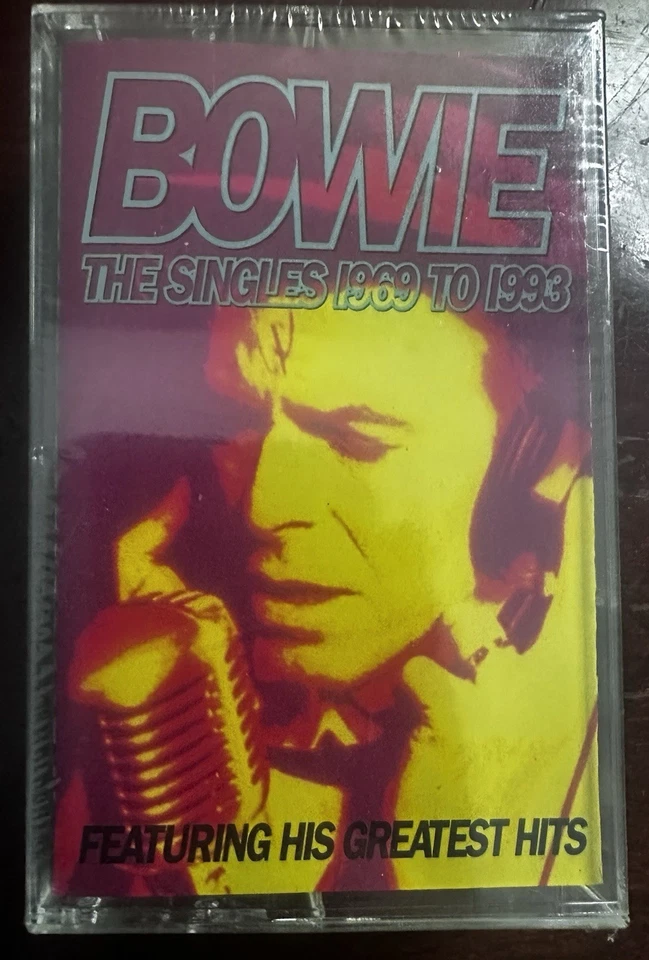 BOWIE
THE SINGLES 1969 TO 1993
FEATURING HIS GREATEST HITS